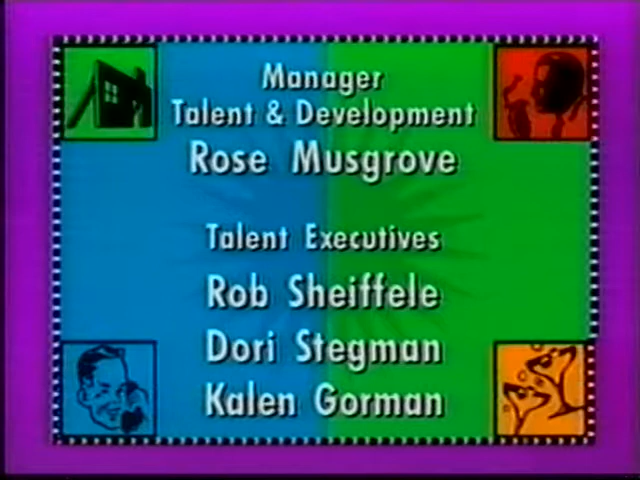 Manager
Talent & Development
Rose Musgrove
Talent Executives
Rob Sheiffele
Dori Stegman
Kalen Gorman